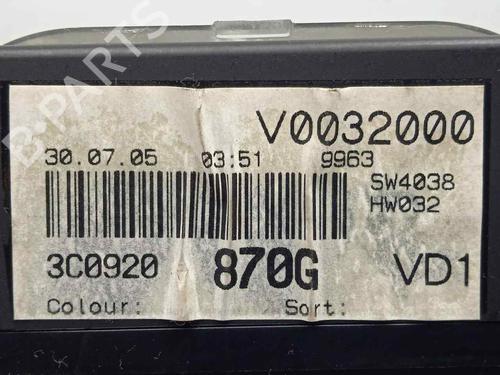 V0032000
30.07.05 03:51 9963
SW4038
HW032
3C0920 870G VD1
Colour: Sort:
B-PARTS